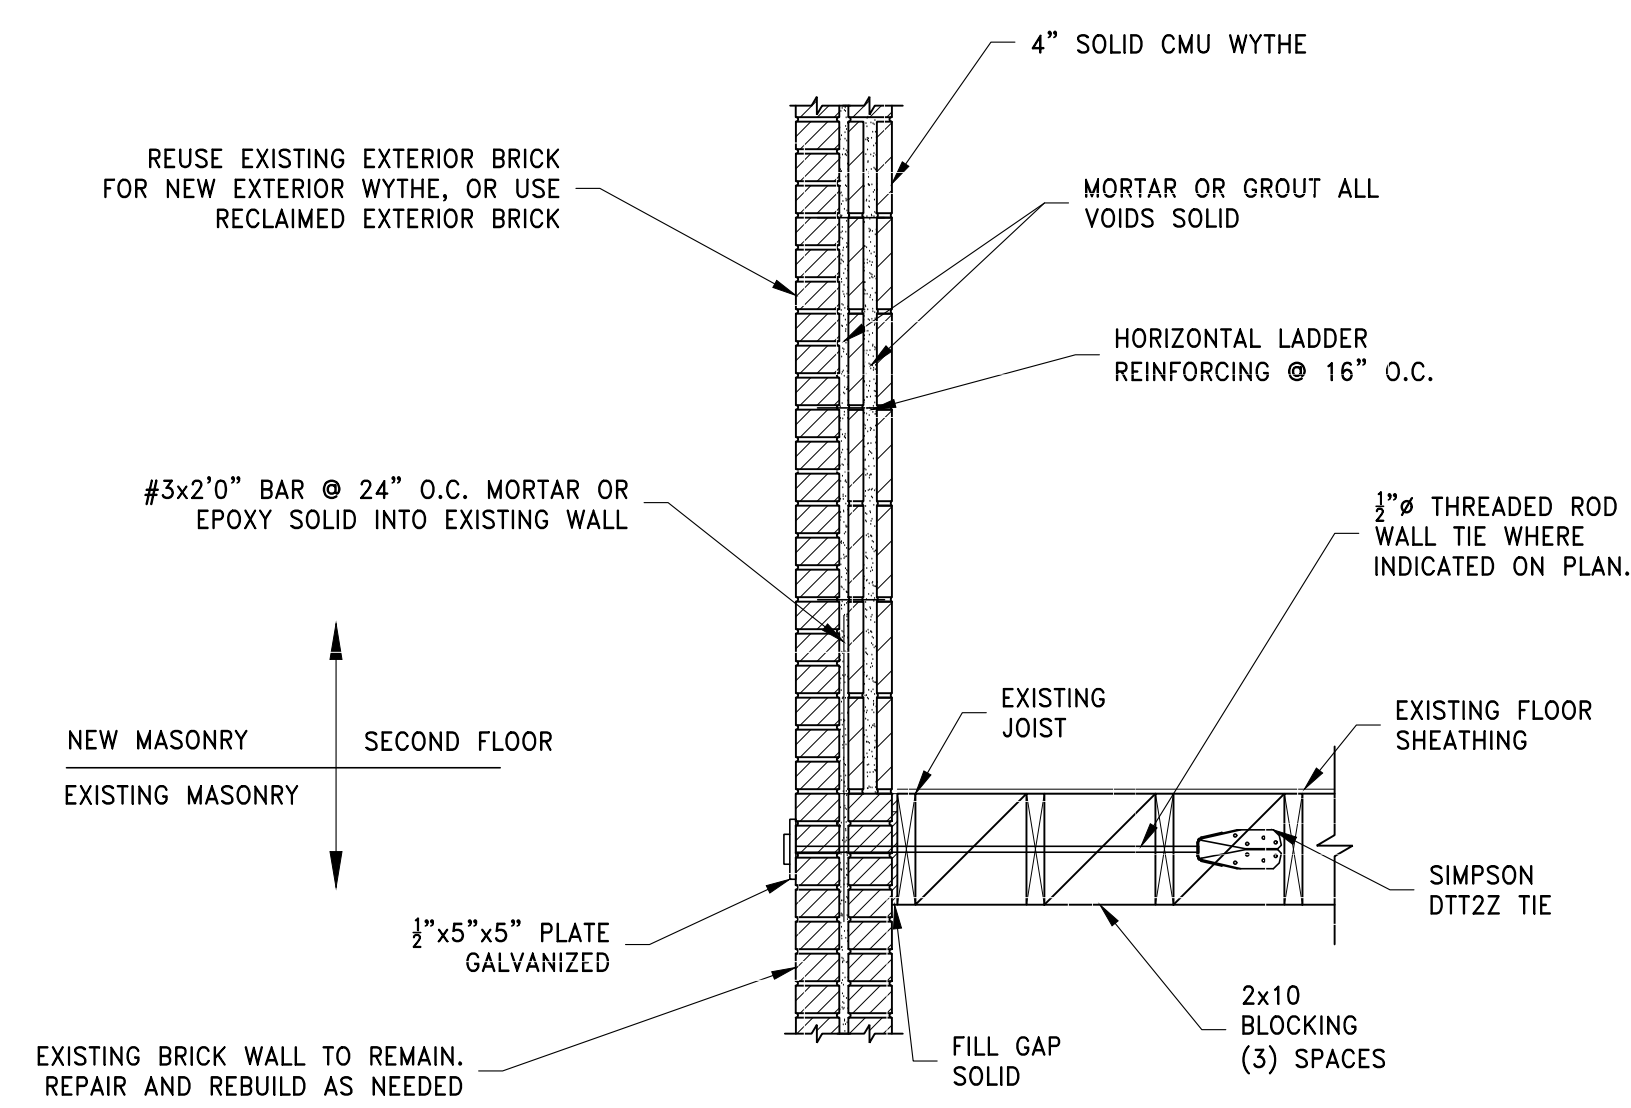 4” SOLID CMU WYTHE
REUSE EXISTING EXTERIOR BRICK
FOR NEW EXTERIOR WYTHE, OR USE
RECLAIMED EXTERIOR BRICK
MORTAR OR GROUT ALL
VOIDS SOLID
HORIZONTAL LADDER
REINFORCING @ 16” O.C.
#3x2'0” BAR @ 24” O.C. MORTAR OR
EPOXY SOLID INTO EXISTING WALL
½”ø THREADED ROD
WALL TIE WHERE
INDICATED ON PLAN.
EXISTING
JOIST
EXISTING FLOOR
SHEATHING
NEW MASONRY
SECOND FLOOR
EXISTING MASONRY
SIMPSON
DTT2Z TIE
½”x5”x5” PLATE
GALVANIZED
2x10
BLOCKING
(3) SPACES
FILL GAP
SOLID
EXISTING BRICK WALL TO REMAIN.
REPAIR AND REBUILD AS NEEDED